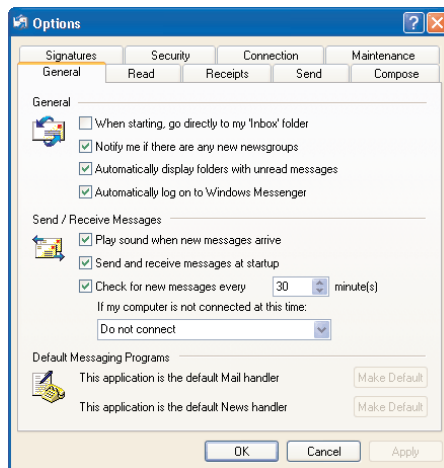 Options
Signatures Security Connection Maintenance
General Read Receipts Send Compose
General
When starting, go directly to my 'Inbox' folder
Notify me if there are any new newsgroups
Automatically display folders with unread messages
Automatically log on to Windows Messenger
Send / Receive Messages
Play sound when new messages arrive
Send and receive messages at startup
Check for new messages every 30 minute(s)
If my computer is not connected at this time:
Do not connect
Default Messaging Programs
This application is the default Mail handler Make Default
This application is the default News handler Make Default
OK Cancel Apply